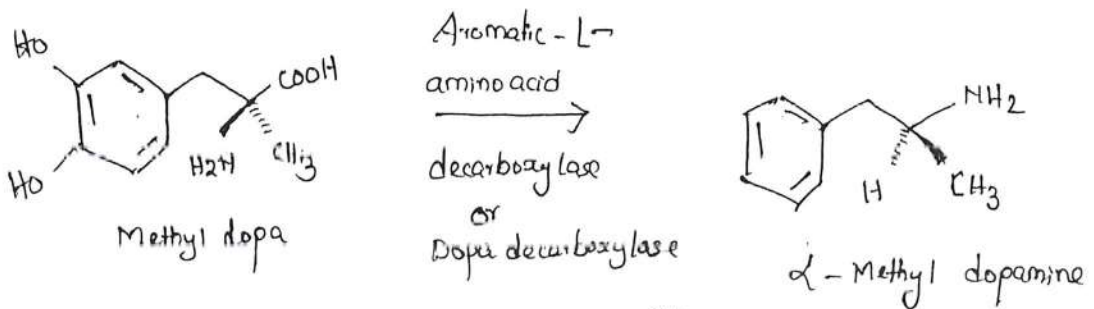 HO
HO
COOH
H2N
CH3
Methyl dopa
Aromatic-L-
amino acid
decarboxylase
or
Dopa decarboxylase
NH2
H
CH3
α-Methyl dopamine